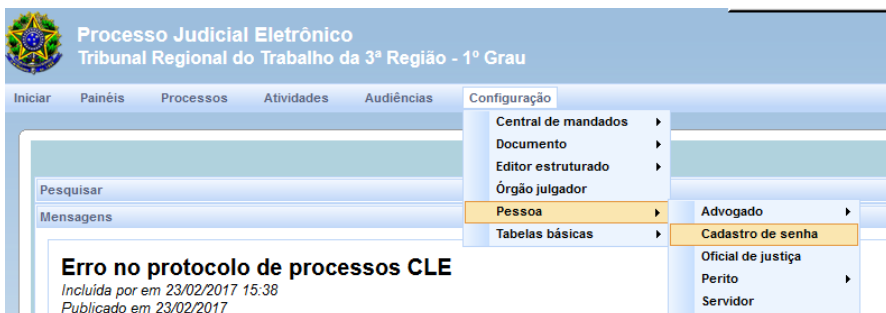 Processo Judicial Eletrônico
Tribunal Regional do Trabalho da 3ª Região - 1º Grau
Iniciar Painéis Processos Atividades Audiências Configuração
Central de mandados
Documento
Editor estruturado
Órgão julgador
Pessoa
Tabelas básicas
Advogado
Cadastro de senha
Oficial de justiça
Perito
Servidor
Pesquisar
Mensagens
Erro no protocolo de processos CLE
Incluída por em 23/02/2017 15:38
Publicado em 23/02/2017